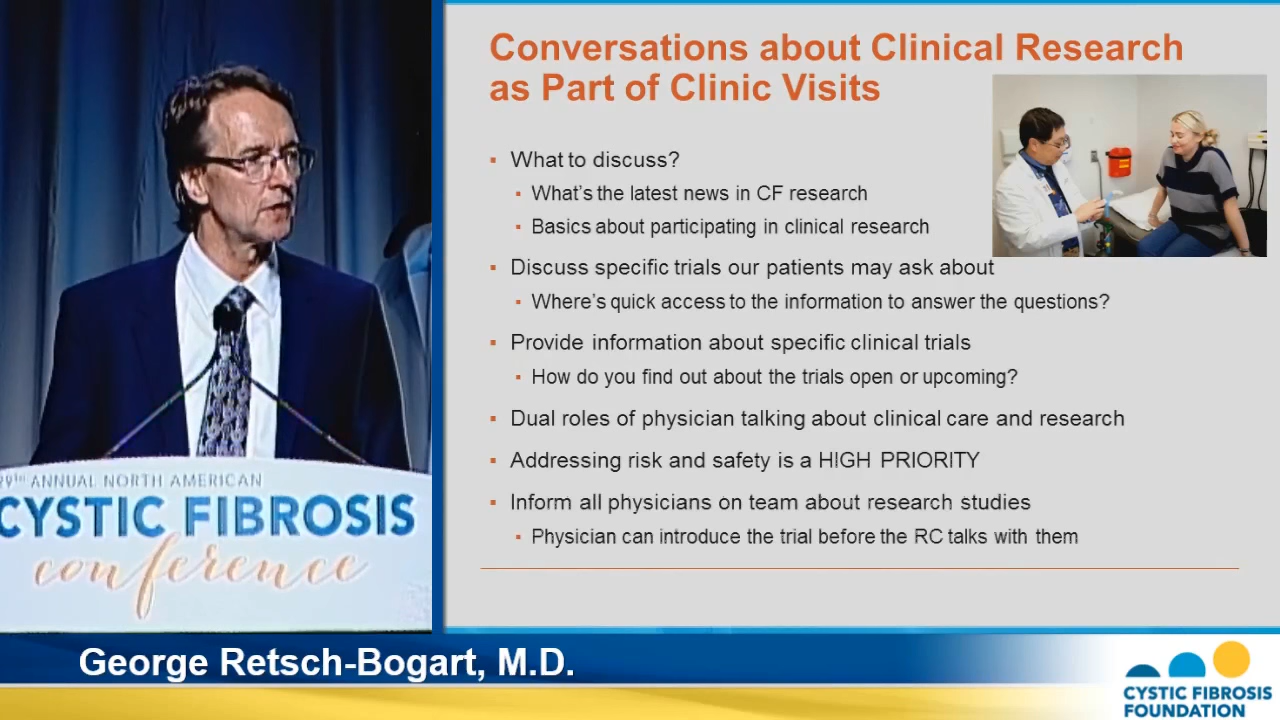 Conversations about Clinical Research
as Part of Clinic Visits
▪ What to discuss?
▪ What's the latest news in CF research
▪ Basics about participating in clinical research
▪ Discuss specific trials our patients may ask about
▪ Where's quick access to the information to answer the questions?
▪ Provide information about specific clinical trials
▪ How do you find out about the trials open or upcoming?
▪ Dual roles of physician talking about clinical care and research
▪ Addressing risk and safety is a HIGH PRIORITY
▪ Inform all physicians on team about research studies
▪ Physician can introduce the trial before the RC talks with them
ANNUAL NORTH AMERICAN
CYSTIC FIBROSIS
conference
George Retsch-Bogart, M.D.
CYSTIC FIBROSIS
FOUNDATION